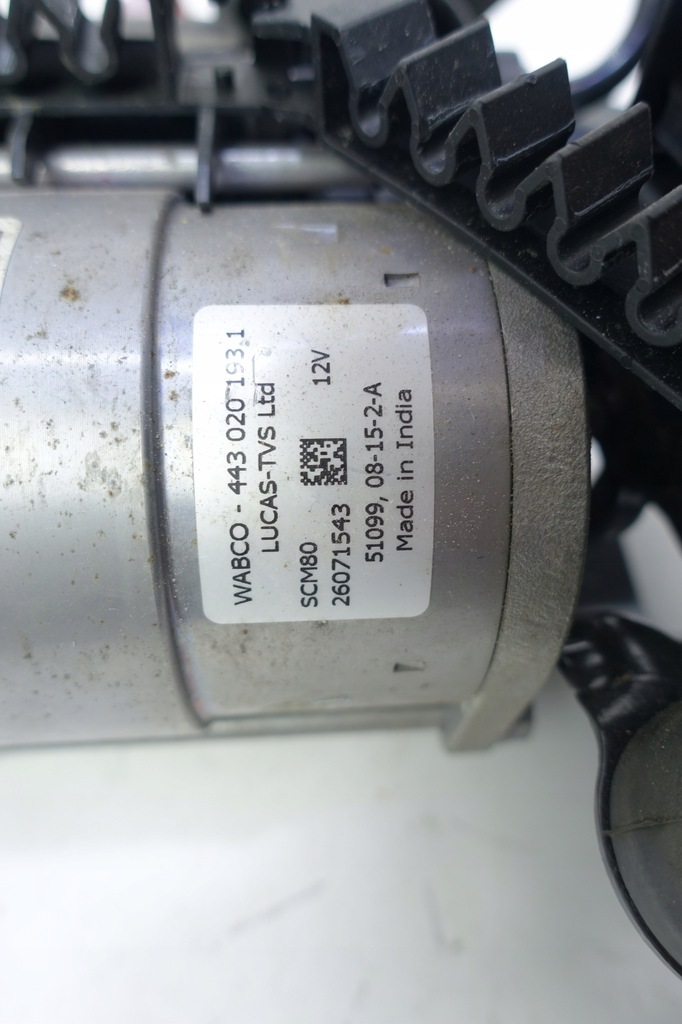 WABCO - 443 020 193.1
LUCAS-TVS Ltd
SCM80 12V
26071543
51099, 08-15-2-A
Made in India